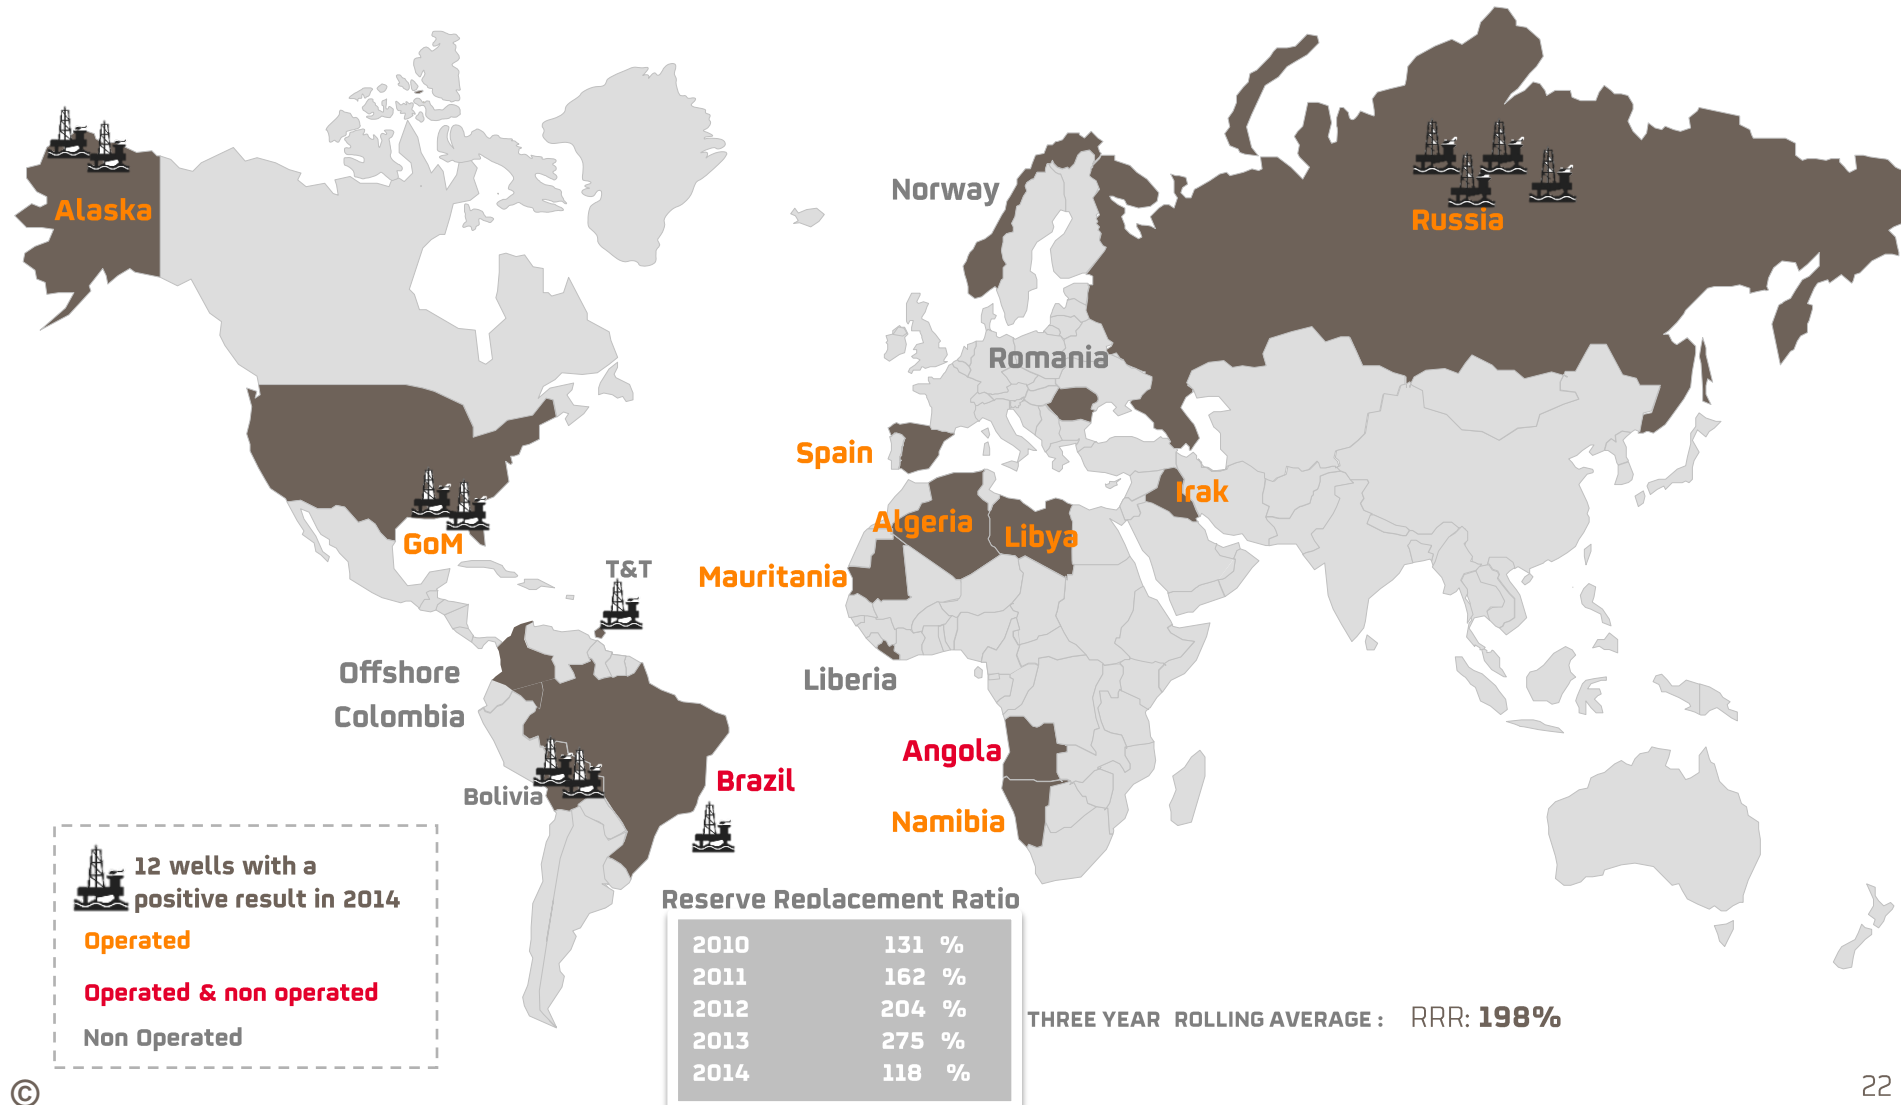 Alaska
Norway
Russia
Romania
Spain
Irak
Algeria
Libya
GoM
T&T
Mauritania
Offshore
Colombia
Liberia
Angola
Brazil
Bolivia
Namibia
12 wells with a
positive result in 2014
Operated
Operated & non operated
Non Operated
Reserve Replacement Ratio
2010 131 %
2011 162 %
2012 204 %
2013 275 %
2014 118 %
THREE YEAR ROLLING AVERAGE : RRR: 198%
©
22